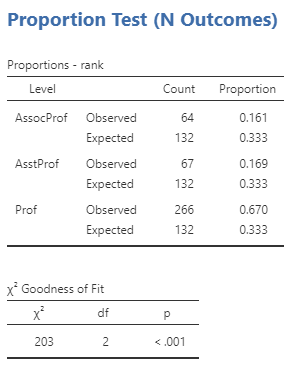 Proportion Test (N Outcomes)
Proportions - rank
Level Count Proportion
AssocProf Observed 64 0.161
Expected 132 0.333
AsstProf Observed 67 0.169
Expected 132 0.333
Prof Observed 266 0.670
Expected 132 0.333
χ² Goodness of Fit
χ² df p
203 2 < .001